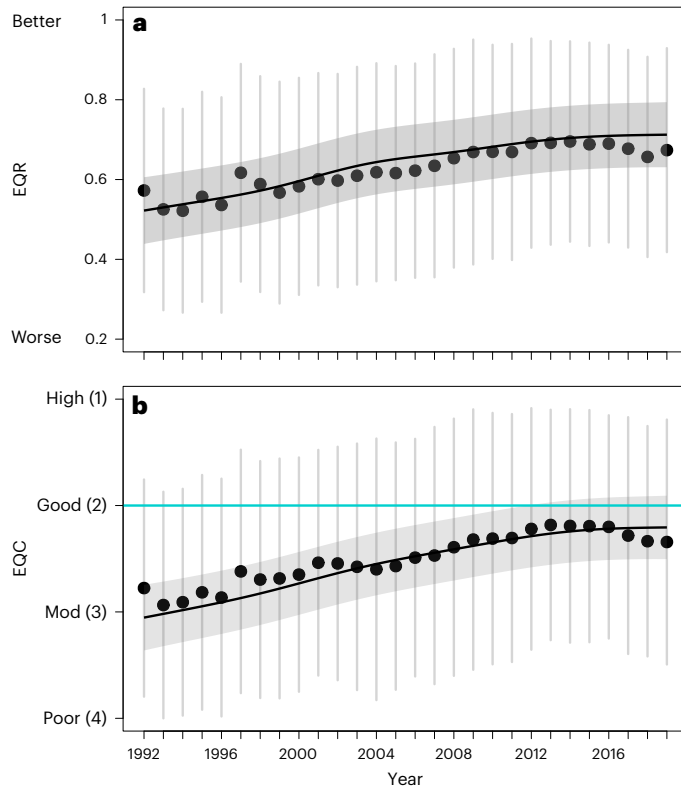 Better
1
a
0.8
EQR
0.6
0.4
Worse
0.2
High (1)
b
Good (2)
EQC
Mod (3)
Poor (4)
1992 1996 2000 2004 2008 2012 2016
Year